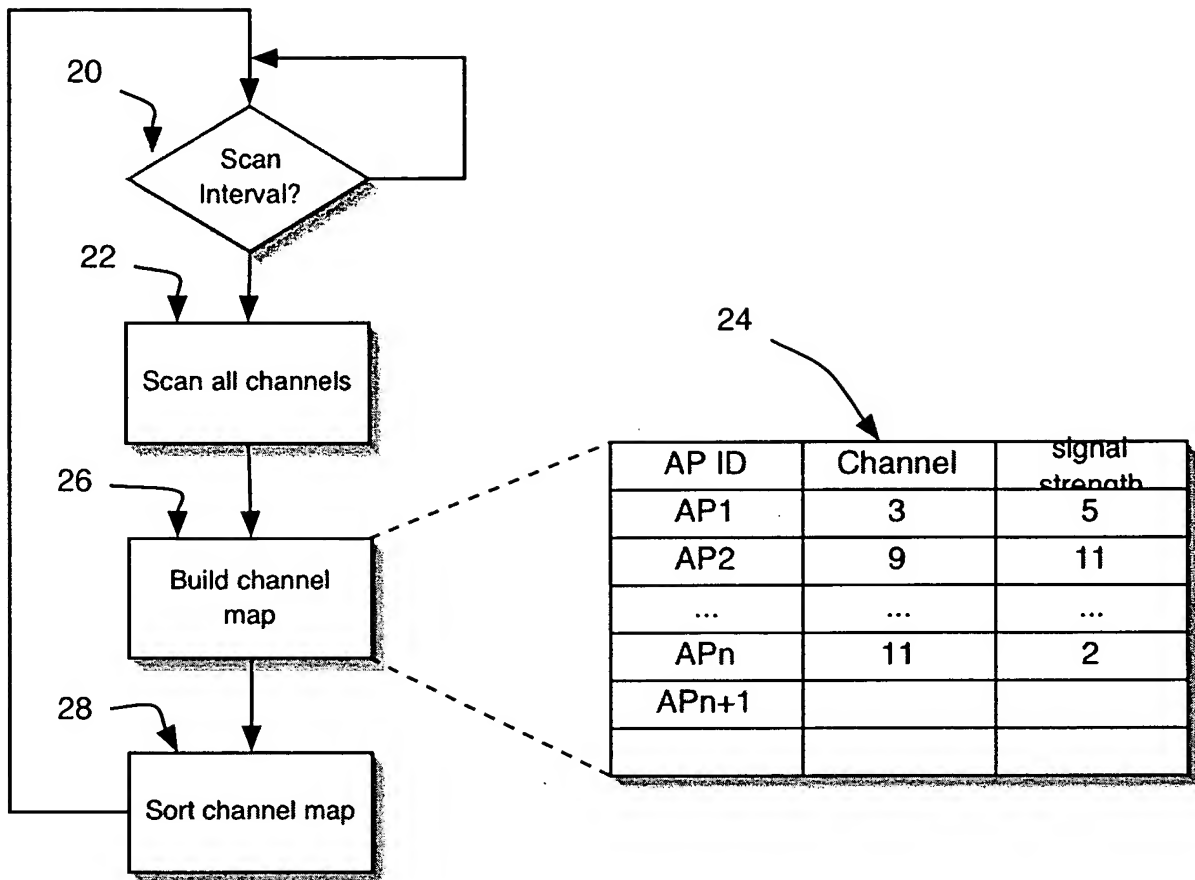 20
Scan
Interval?
22
Scan all channels
24
26
Build channel
map
AP ID Channel signal
strength
AP1 3 5
AP2 9 11
... ... ...
APn 11 2
APn+1
28
Sort channel map